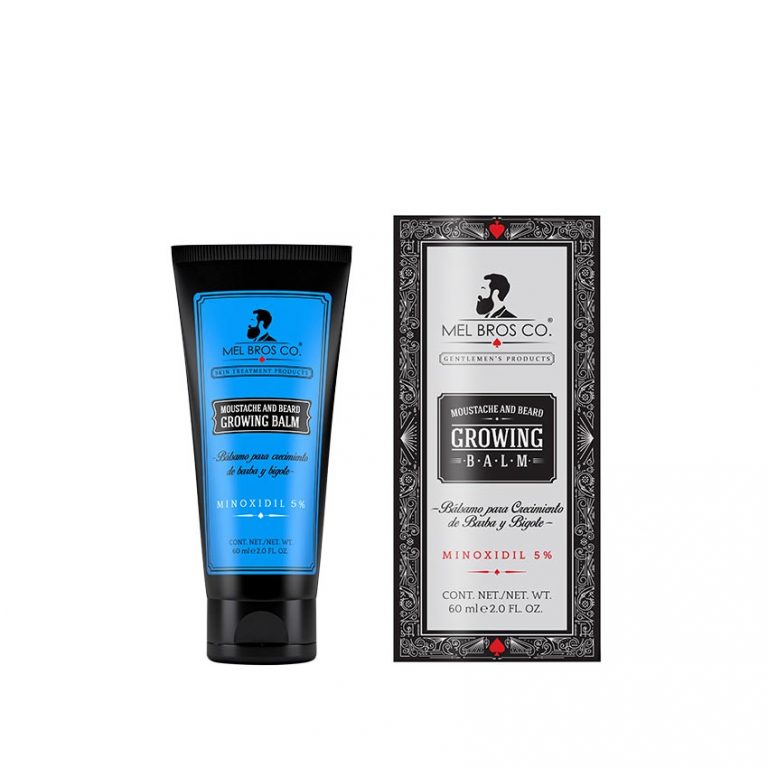 MEL BROS CO.®
SKIN TREATMENT PRODUCTS
MOUSTACHE AND BEARD
GROWING BALM
Bálsamo para crecimiento
de barba y bigote
MINOXIDIL 5%
CONT. NET./NET. WT.
60 ml e 2.0 FL. OZ.
MEL BROS CO.®
GENTLEMEN'S PRODUCTS
MOUSTACHE AND BEARD
GROWING
B·A·L·M
Bálsamo para Crecimiento
de Barba y Bigote
MINOXIDIL 5%
CONT. NET./NET. WT.
60 ml e 2.0 FL. OZ.